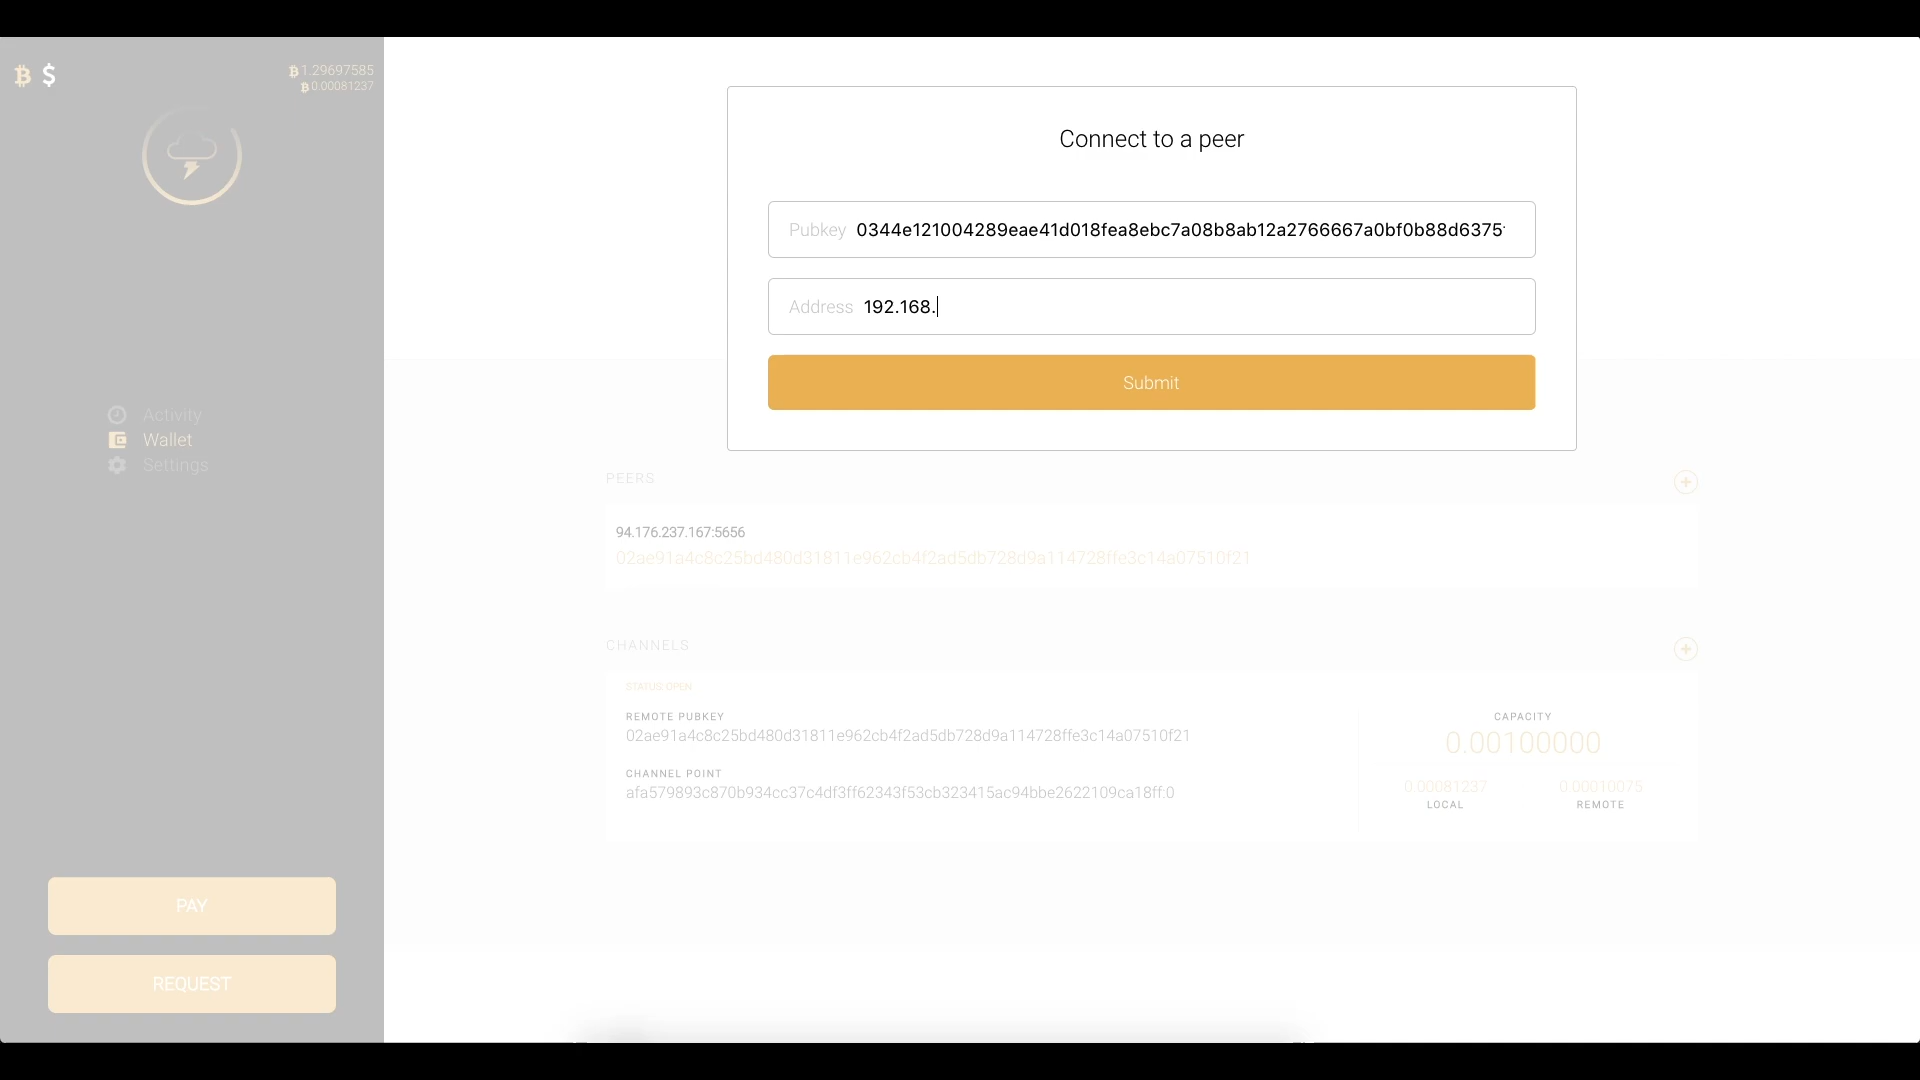 1.29697585
0.00081237
Connect to a peer
Pubkey 0344e121004289eae41d018fea8ebc7a08b8ab12a2766667a0bf0b88d6375
Address 192.168.
Submit
Activity
Wallet
Settings
PEERS
94.176.237.167:5656
02ae91a4c8c25bd480d31811e962cb4f2ad5db728d9a114728ffe3c14a07510f21
CHANNELS
STATUS: OPEN
REMOTE PUBKEY
02ae91a4c8c25bd480d31811e962cb4f2ad5db728d9a114728ffe3c14a07510f21
CHANNEL POINT
afa579893c870b934cc37c4df3ff62343f53cb323415ac94bbe2622109ca18ff:0
CAPACITY
0.00100000
0.00081237 0.00010075
LOCAL REMOTE
PAY
REQUEST